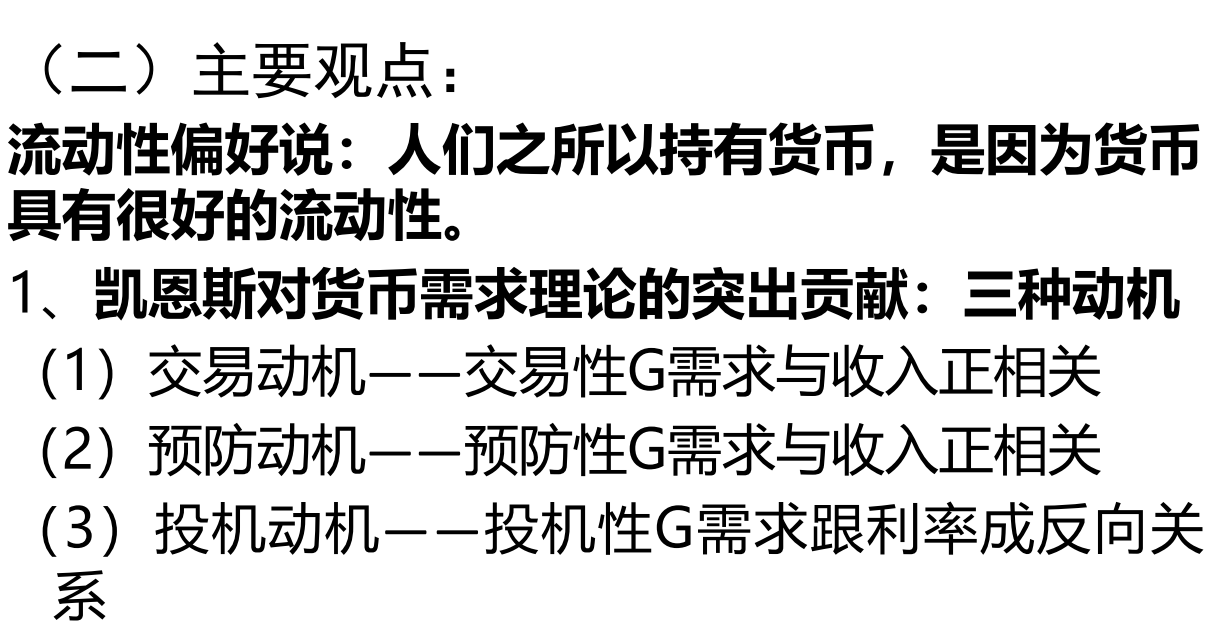 （二）主要观点：
流动性偏好说：人们之所以持有货币，是因为货币
具有很好的流动性。
1、凯恩斯对货币需求理论的突出贡献：三种动机
（1）交易动机——交易性G需求与收入正相关
（2）预防动机——预防性G需求与收入正相关
（3）投机动机——投机性G需求跟利率成反向关
系